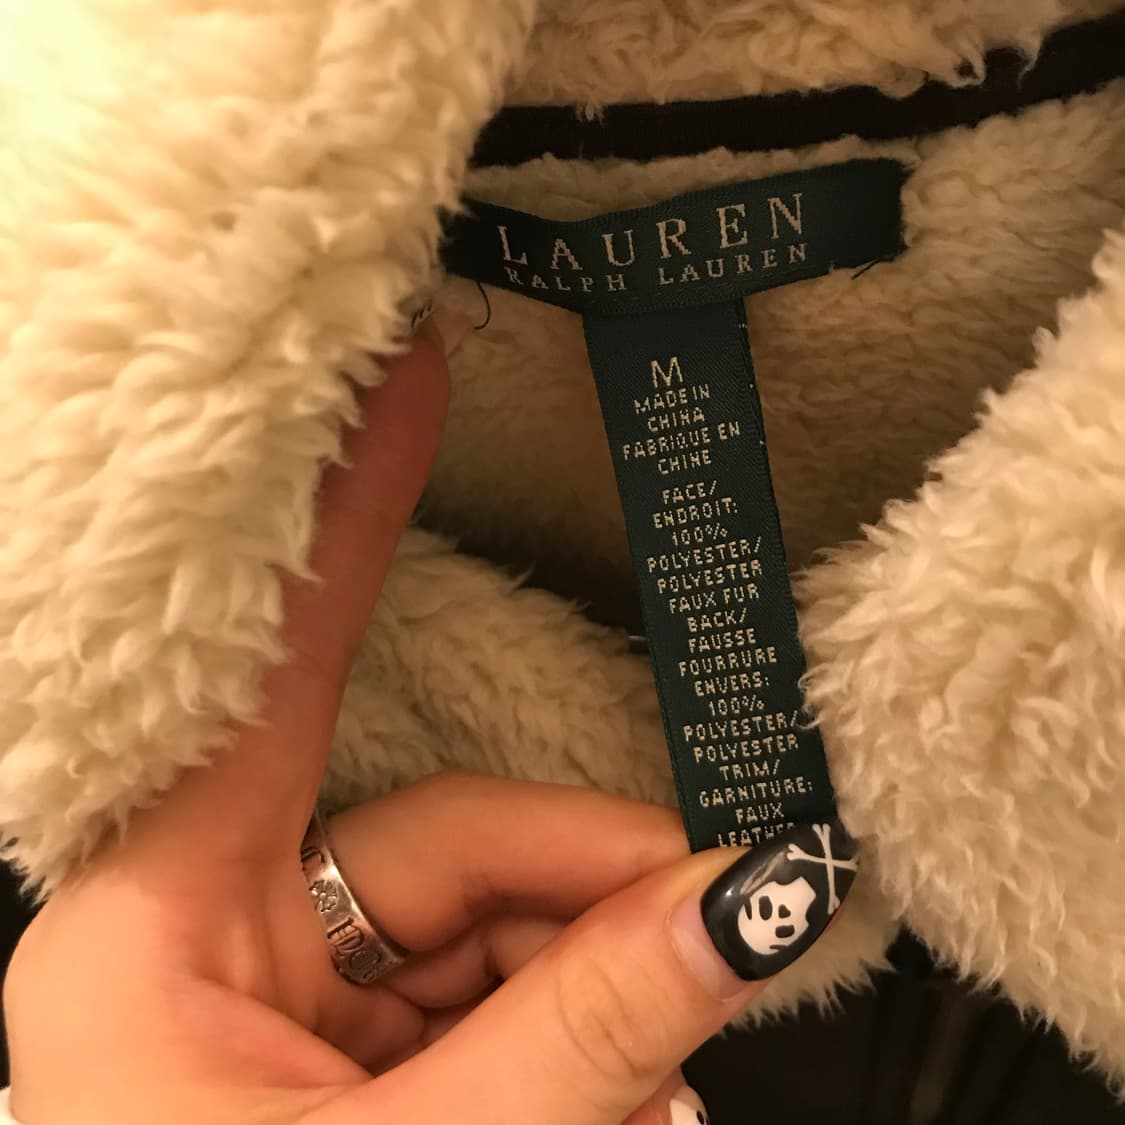 LAUREN
RALPH LAUREN
M
MADE IN
CHINA
FABRIQUE EN
CHINE
FACE/
ENDROIT:
100%
POLYESTER/
POLYESTER
FAUX FUR
BACK/
FAUSSE
FOURRURE
ENVERS:
100%
POLYESTER/
POLYESTER
TRIM/
GARNITURE:
FAUX
LEATHER